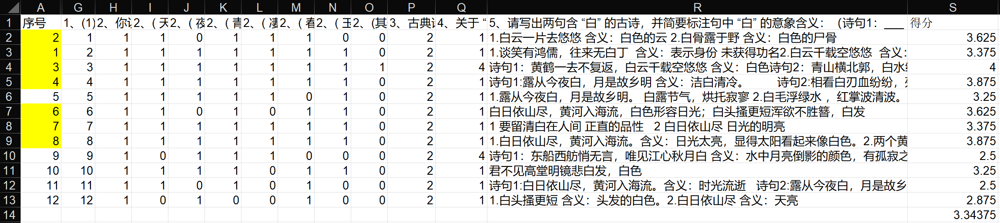 A G H I J K L M N O P Q R S
1 序号 1、(1) 2、你认 2、( 天 2、( 夜 2、( 青 2、( 凄 2、( 春 2、( 玉 2、(其 3、古典诗 4、关于 “ 5、请写出两句含 “白” 的古诗，并简要标注句中 “白” 的意象含义：（诗句1：___ 得分
2 2 1 1 1 0 1 1 1 0 0 2 1 1.白云一片去悠悠 含义：白色的云 2.白骨露于野 含义：白色的尸骨 3.625
3 1 2 1 1 1 1 1 1 1 0 2 1 1.谈笑有鸿儒，往来无白丁 含义：表示身份 未获得功名2.白云千载空悠悠 含义： 3.375
4 3 3 1 1 1 1 1 1 1 1 2 4 诗句1：黄鹤一去不复返，白云千载空悠悠 含义：白色诗句2：青山横北郭，白水 4
5 4 4 1 1 1 1 1 1 1 0 2 1 诗句1:露从今夜白，月是故乡明 含义：洁白清冷。 诗句2:相看白刃血纷纷， 3.875
6 5 5 1 1 1 1 1 0 1 0 2 1 1.露从今夜白，月是故乡明。 白露节气，烘托寂寥 2.白毛浮绿水 ，红掌波清波。 3.25
7 6 6 1 1 0 1 0 1 1 0 2 1 白日依山尽，黄河入海流，白色形容日光；白头搔更短浑欲不胜簪，白发 3.625
8 7 7 1 1 1 1 1 1 1 0 2 1 1 要留清白在人间 正直的品性 2 白日依山尽 日光的明亮 3.375
9 8 8 1 1 1 1 1 1 1 0 2 1 1.白日依山尽，黄河入海流。含义：日光太亮，显得太阳看起来像白色。2.两个黄 3.875
10 9 9 1 0 1 1 1 0 0 0 2 4 诗句1：东船西舫悄无言，唯见江心秋月白 含义：水中月亮倒影的颜色，有孤寂之 2.5
11 10 10 1 1 1 1 0 1 1 0 2 1 君不见高堂明镜悲白发，白色 3.25
12 11 11 1 1 0 1 0 1 0 0 2 1 诗句1:白日依山尽，黄河入海流。含义：时光流逝 诗句2:露从今夜白，月是故乡 2.5
13 12 12 1 0 1 0 0 1 0 0 2 1 1.白头搔更短 含义：头发的白色。2.白日依山尽 含义：天亮 2.875
14 3.34375